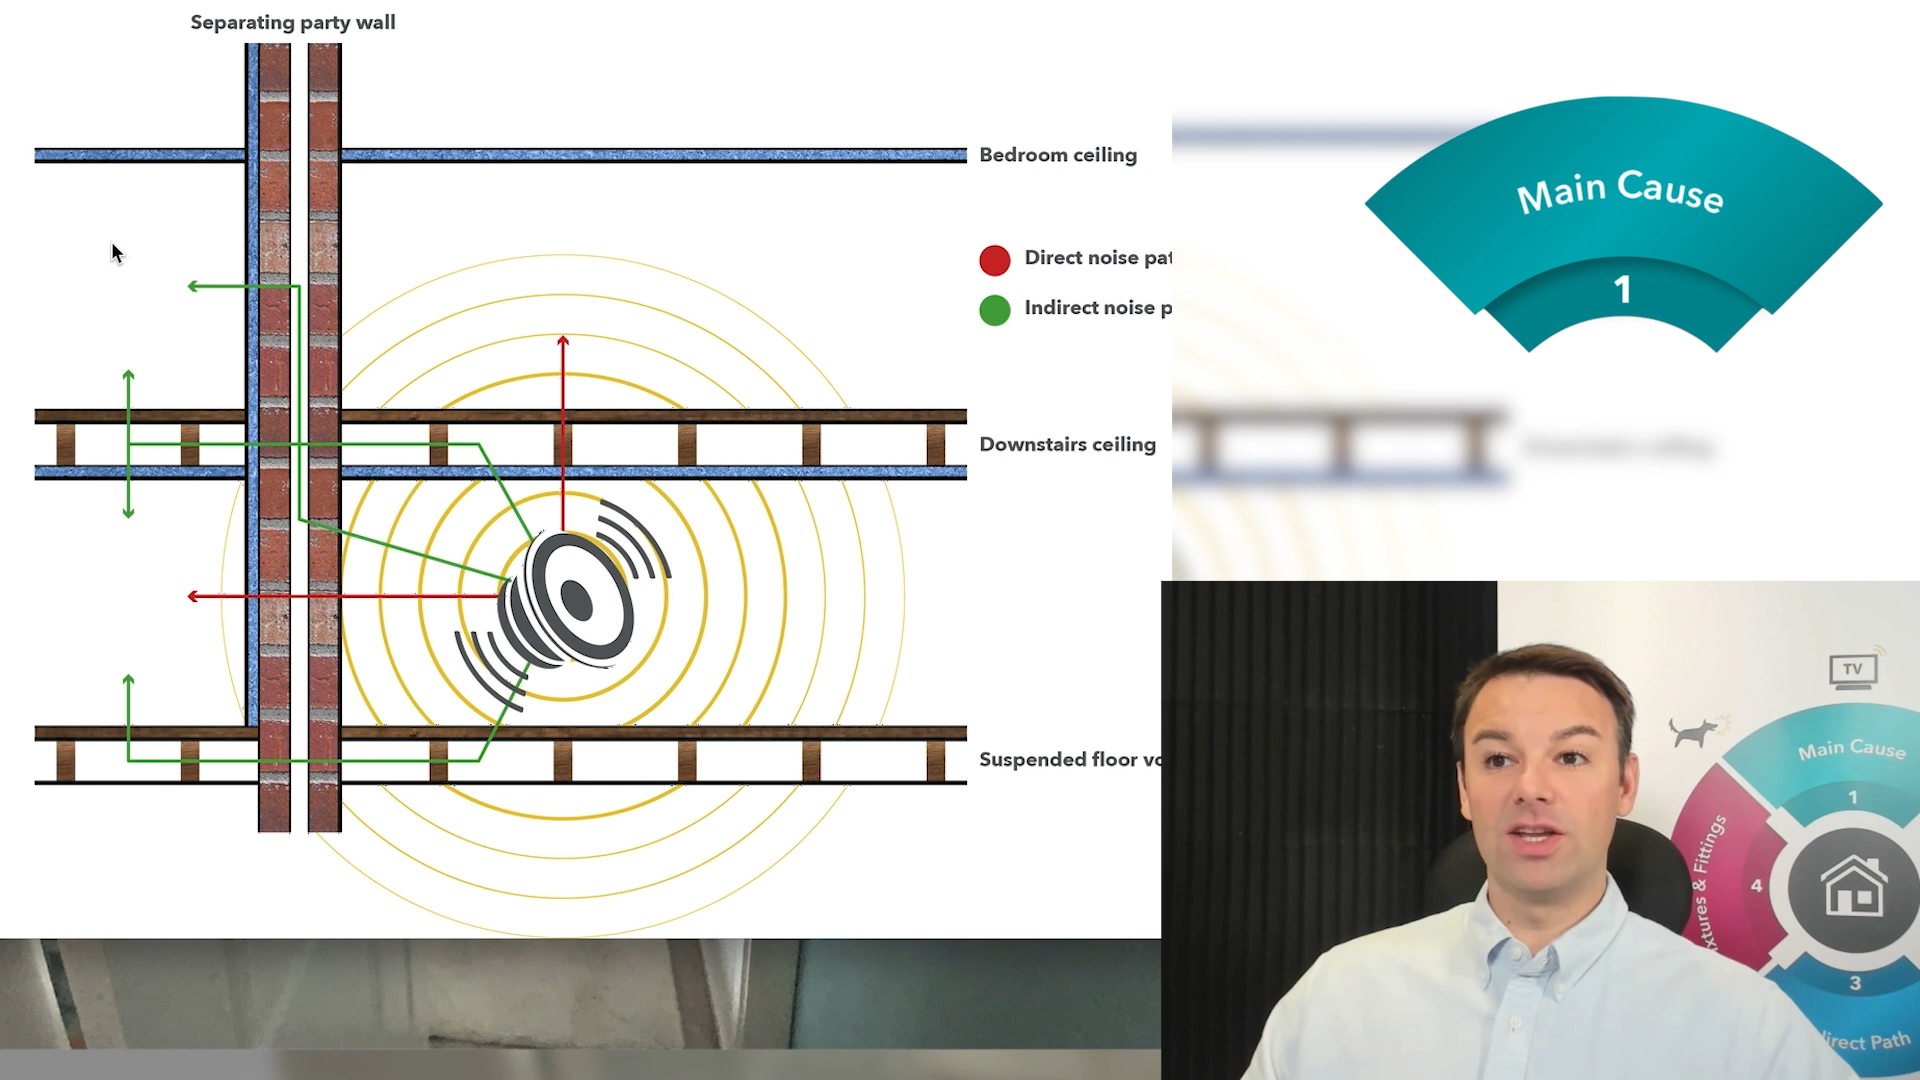 Separating party wall
Bedroom ceiling
Direct noise pat
Indirect noise p
Downstairs ceiling
Suspended floor vo
Main Cause
1
TV
Main Cause
1
xtures & Fittings
4
3
direct Path